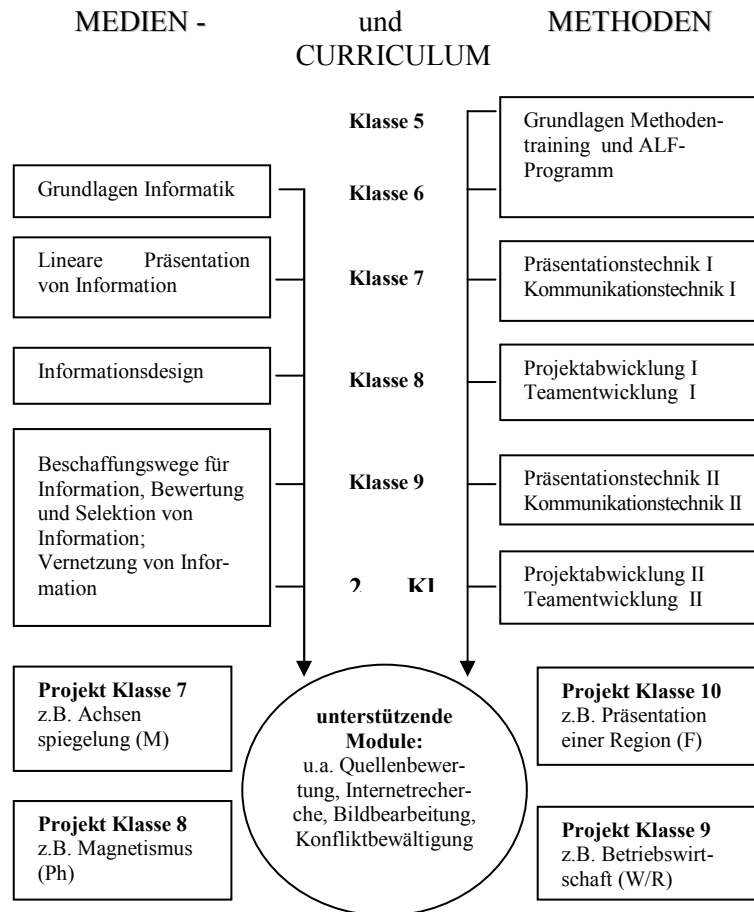 MEDIEN - und METHODEN
CURRICULUM
Klasse 5
Grundlagen Methoden-
training und ALF-
Programm
Grundlagen Informatik
Klasse 6
Lineare Präsentation
von Information
Klasse 7
Präsentationstechnik I
Kommunikationstechnik I
Informationsdesign
Klasse 8
Projektabwicklung I
Teamentwicklung I
Beschaffungswege für
Information, Bewertung
und Selektion von
Information;
Vernetzung von Infor-
mation
Klasse 9
Präsentationstechnik II
Kommunikationstechnik II
2 Kl
Projektabwicklung II
Teamentwicklung II
Projekt Klasse 7
z.B. Achsen
spiegelung (M)
unterstützende
Module:
u.a. Quellenbewer-
tung, Internetrecher-
che, Bildbearbeitung,
Konfliktbewältigung
Projekt Klasse 10
z.B. Präsentation
einer Region (F)
Projekt Klasse 8
z.B. Magnetismus
(Ph)
Projekt Klasse 9
z.B. Betriebswirt-
schaft (W/R)